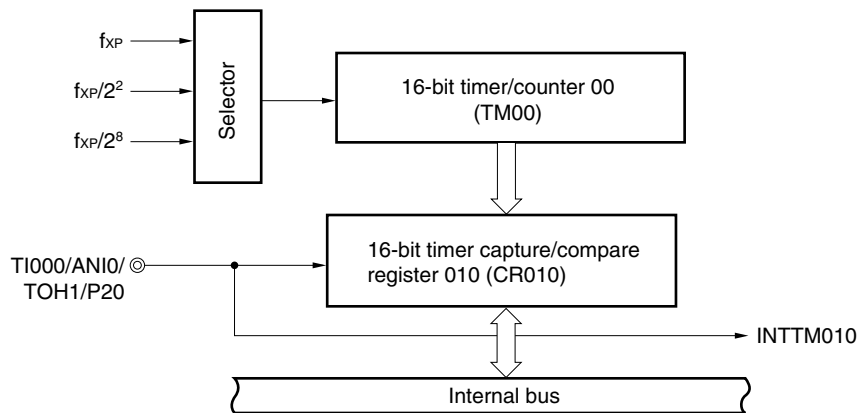 fXP
fXP/2²
fXP/2⁸
Selector
16-bit timer/counter 00
(TM00)
16-bit timer capture/compare
register 010 (CR010)
TI000/ANI0/
TOH1/P20
INTTM010
Internal bus